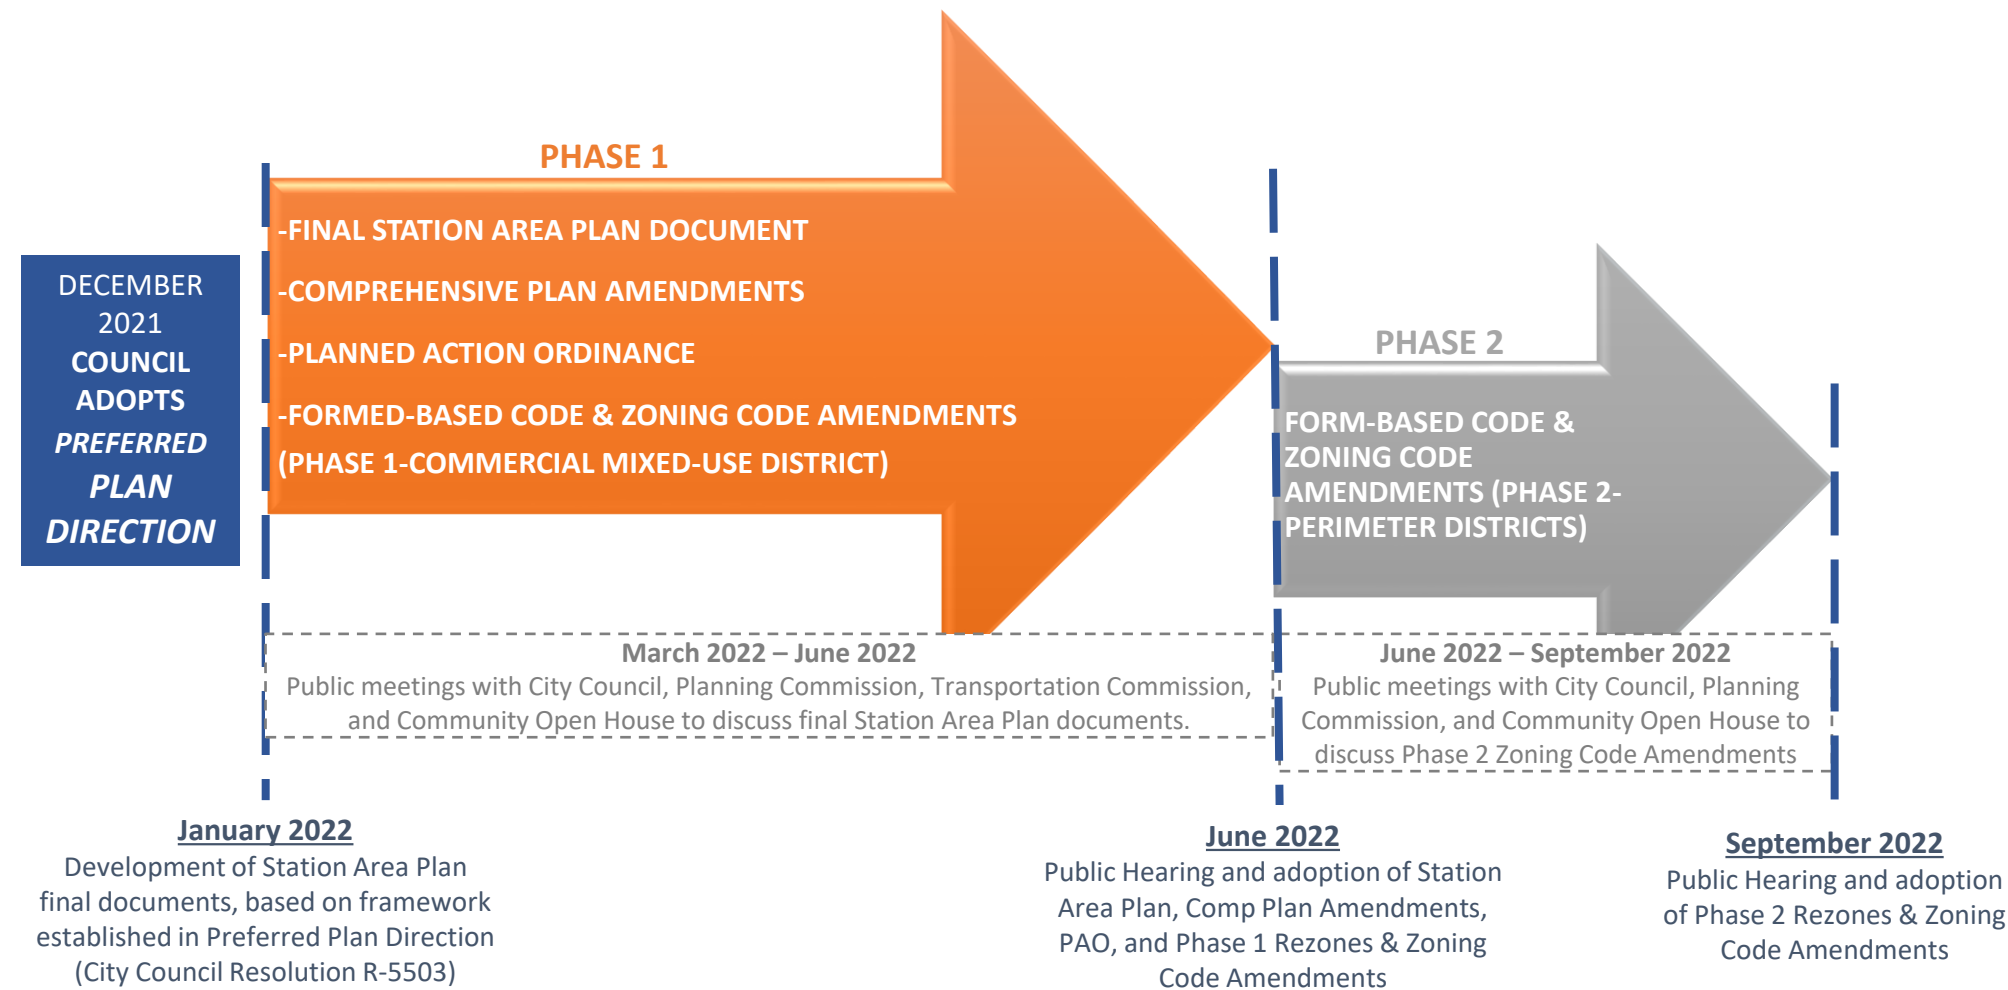 DECEMBER
2021
COUNCIL
ADOPTS
PREFERRED
PLAN
DIRECTION
PHASE 1
-FINAL STATION AREA PLAN DOCUMENT
-COMPREHENSIVE PLAN AMENDMENTS
-PLANNED ACTION ORDINANCE
-FORMED-BASED CODE & ZONING CODE AMENDMENTS
(PHASE 1-COMMERCIAL MIXED-USE DISTRICT)
PHASE 2
FORM-BASED CODE &
ZONING CODE
AMENDMENTS (PHASE 2-
PERIMETER DISTRICTS)
March 2022 – June 2022
Public meetings with City Council, Planning Commission, Transportation Commission,
and Community Open House to discuss final Station Area Plan documents.
June 2022 – September 2022
Public meetings with City Council, Planning
Commission, and Community Open House to
discuss Phase 2 Zoning Code Amendments
January 2022
Development of Station Area Plan
final documents, based on framework
established in Preferred Plan Direction
(City Council Resolution R-5503)
June 2022
Public Hearing and adoption of Station
Area Plan, Comp Plan Amendments,
PAO, and Phase 1 Rezones & Zoning
Code Amendments
September 2022
Public Hearing and adoption
of Phase 2 Rezones & Zoning
Code Amendments